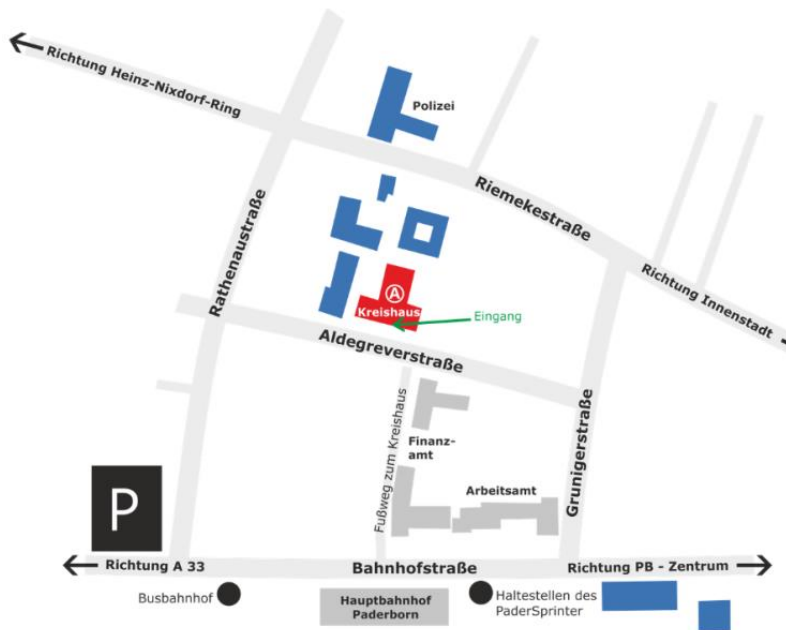 Richtung Heinz-Nixdorf-Ring
Polizei
Riemekestraße
Rathenaustraße
Richtung Innenstadt
A
Kreishaus
Eingang
Aldegreverstraße
Fußweg zum Kreishaus
Finanz-
amt
Grunigerstraße
Arbeitsamt
P
Richtung A 33
Bahnhofstraße
Richtung PB - Zentrum
Busbahnhof
Hauptbahnhof
Paderborn
Haltestellen des
PaderSprinter